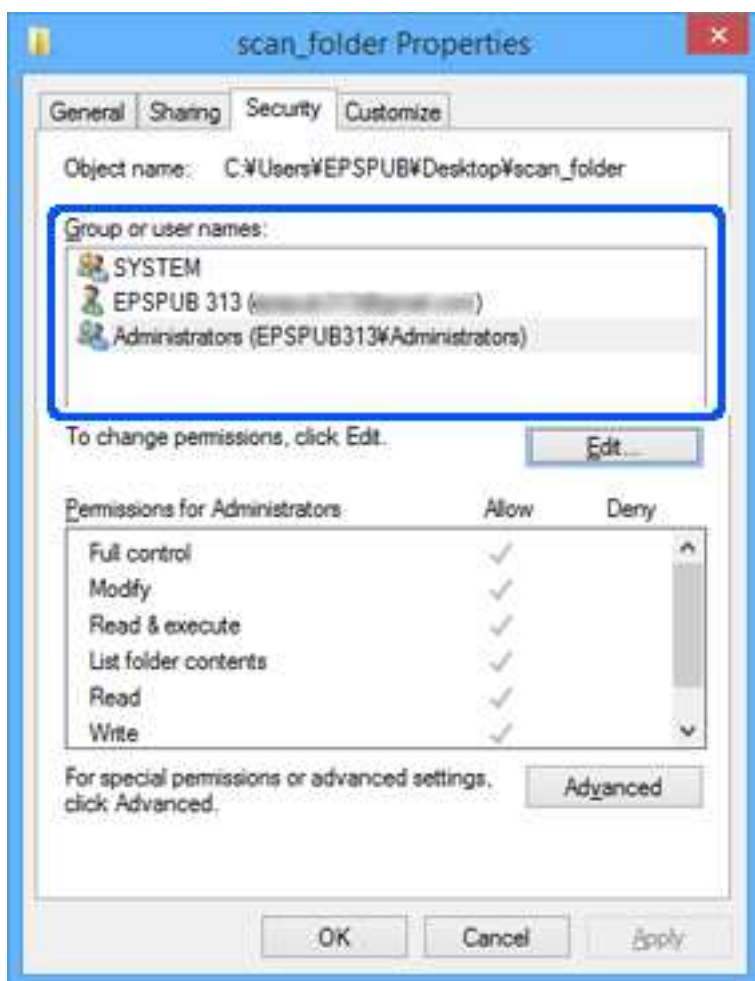 scan_folder Properties
General Sharing Security Customize
Object name: C:¥Users¥EPSPUB¥Desktop¥scan_folder
Group or user names:
SYSTEM
EPSPUB 313 ( )
Administrators (EPSPUB313¥Administrators)
To change permissions, click Edit.
Edit...
Permissions for Administrators Allow Deny
Full control
Modify
Read & execute
List folder contents
Read
Write
For special permissions or advanced settings,
click Advanced.
Advanced
OK Cancel Apply